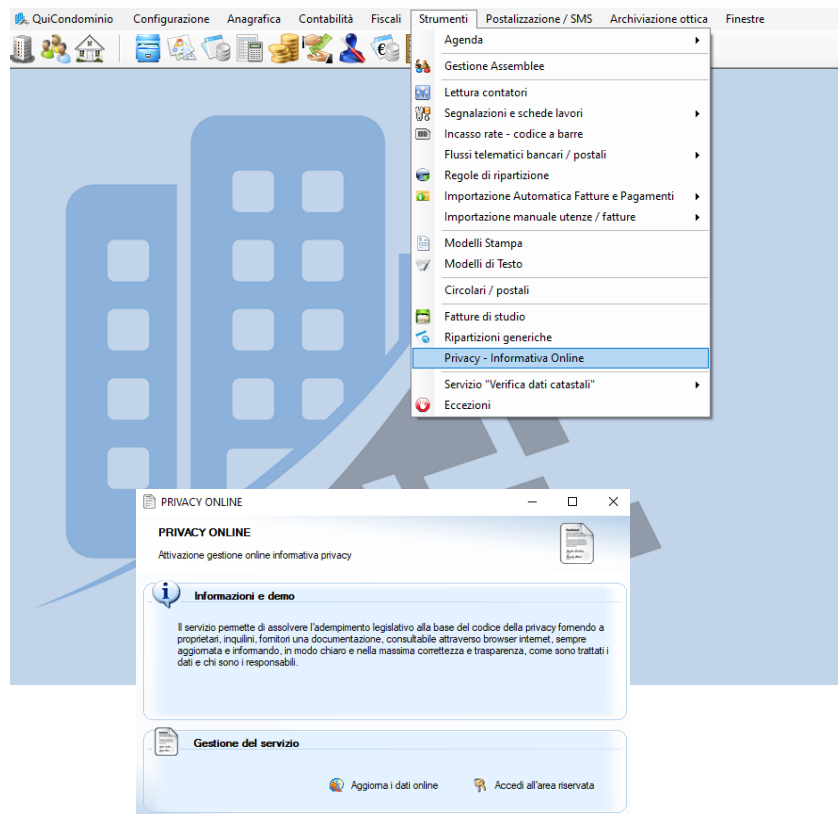 QuiCondominio Configurazione Anagrafica Contabilità Fiscali Strumenti Postalizzazione / SMS Archiviazione ottica Finestre
Agenda
Gestione Assemblee
Lettura contatori
Segnalazioni e schede lavori
Incasso rate - codice a barre
Flussi telematici bancari / postali
Regole di ripartizione
Importazione Automatica Fatture e Pagamenti
Importazione manuale utenze / fatture
Modelli Stampa
Modelli di Testo
Circolari / postali
Fatture di studio
Ripartizioni generiche
Privacy - Informativa Online
Servizio "Verifica dati catastali"
Eccezioni
PRIVACY ONLINE
PRIVACY ONLINE
Attivazione gestione online informativa privacy
Informazioni e demo
Il servizio permette di assolvere l'adempimento legislativo alla base del codice della privacy fornendo a
proprietari, inquilini, fornitori una documentazione, consultabile attraverso browser internet, sempre
aggiornata e informando, in modo chiaro e nella massima correttezza e trasparenza, come sono trattati i
dati e chi sono i responsabili.
Gestione del servizio
Aggiorna i dati online Accedi all'area riservata